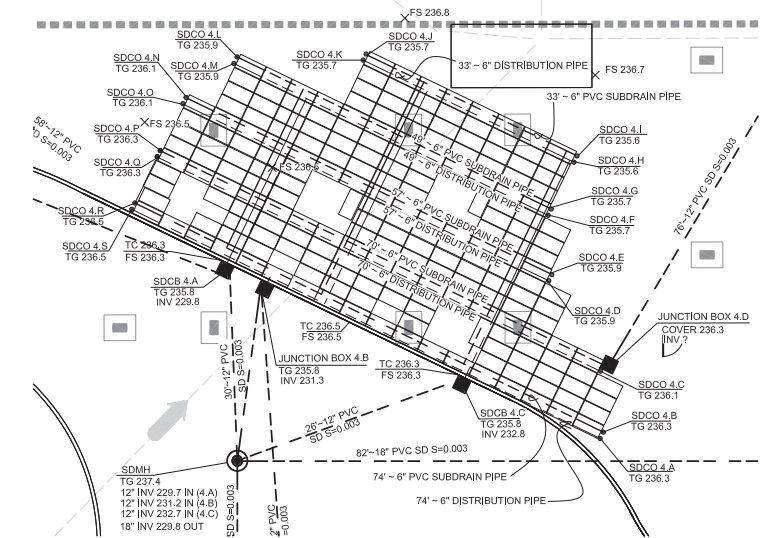 FS 236.8
SDCO 4.L
TG 235.9
SDCO 4.J
TG 235.7
SDCO 4.K
TG 235.7
SDCO 4.N
TG 236.1
SDCO 4.M
TG 235.9
33' ~ 6" DISTRIBUTION PIPE
FS 236.7
33' ~ 6" PVC SUBDRAIN PIPE
SDCO 4.O
TG 236.1
FS 236.5
58'~12" PVC
SD S=0.003
SDCO 4.P
TG 236.3
SDCO 4.Q
TG 236.3
FS 236.5
49' ~ 6" PVC SUBDRAIN PIPE
49' ~ 6" DISTRIBUTION PIPE
SDCO 4.I
TG 235.6
SDCO 4.H
TG 235.6
SDCO 4.G
TG 235.7
SDCO 4.F
TG 235.7
57' ~ 6" PVC SUBDRAIN PIPE
57' ~ 6" DISTRIBUTION PIPE
76'~12" PVC SD S=0.003
SDCO 4.R
TG 236.5
SDCO 4.S
TG 236.5
TC 236.3
FS 236.3
70' ~ 6" PVC SUBDRAIN PIPE
70' ~ 6" DISTRIBUTION PIPE
SDCO 4.E
TG 235.9
SDCO 4.D
TG 235.9
SDCB 4.A
TG 235.8
INV 229.8
JUNCTION BOX 4.D
COVER 236.3
INV ?
TC 236.5
FS 236.5
JUNCTION BOX 4.B
TG 235.8
INV 231.3
TC 236.3
FS 236.3
30'~12" PVC
SD S=0.003
SDCO 4.C
TG 236.1
SDCO 4.B
TG 236.3
SDCB 4.C
TG 235.8
INV 232.8
26'~12" PVC
SD S=0.003
82'~18" PVC SD S=0.003
SDCO 4.A
TG 236.3
SDMH
TG 237.4
12" INV 229.7 IN (4.A)
12" INV 231.2 IN (4.B)
12" INV 232.7 IN (4.C)
18" INV 229.8 OUT
74' ~ 6" PVC SUBDRAIN PIPE
74' ~ 6" DISTRIBUTION PIPE
SD S=0.003
2" PVC
=0.003